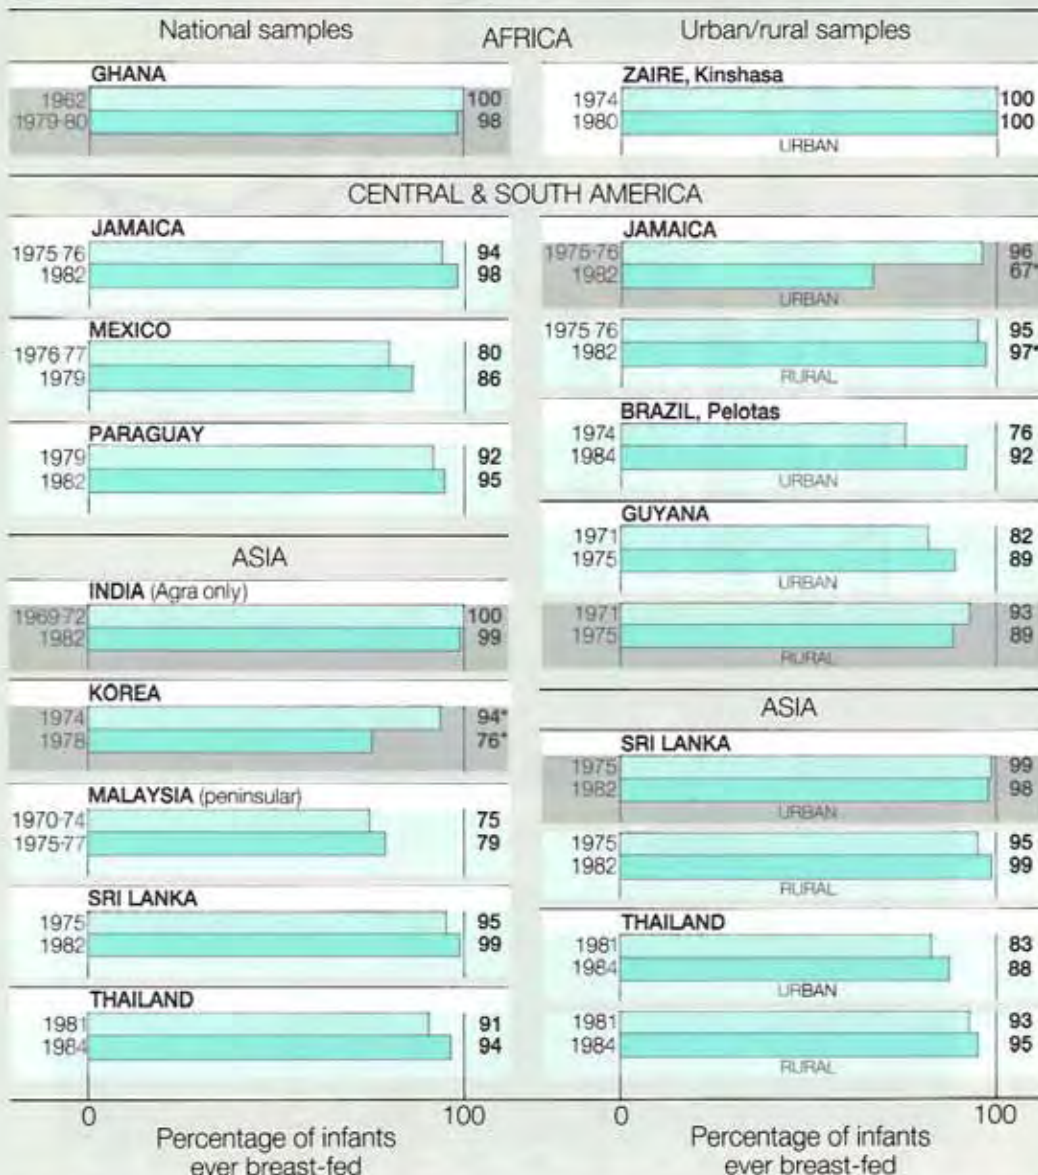 National samples
AFRICA
Urban/rural samples
GHANA
1962 100
1979-80 98
ZAIRE, Kinshasa
1974 100
1980 100
URBAN
CENTRAL & SOUTH AMERICA
JAMAICA
1975-76 94
1982 98
MEXICO
1976-77 80
1979 86
PARAGUAY
1979 92
1982 95
ASIA
INDIA (Agra only)
1969-72 100
1982 99
KOREA
1974 94*
1978 76*
MALAYSIA (peninsular)
1970-74 75
1975-77 79
SRI LANKA
1975 95
1982 99
THAILAND
1981 91
1984 94
0 100
Percentage of infants
ever breast-fed
JAMAICA
1975-76 96
1982 67*
URBAN
1975-76 95
1982 97*
RURAL
BRAZIL, Pelotas
1974 76
1984 92
URBAN
GUYANA
1971 82
1975 89
URBAN
1971 93
1975 89
RURAL
ASIA
SRI LANKA
1975 99
1982 98
URBAN
1975 95
1982 99
RURAL
THAILAND
1981 83
1984 88
URBAN
1981 93
1984 95
RURAL
0 100
Percentage of infants
ever breast-fed